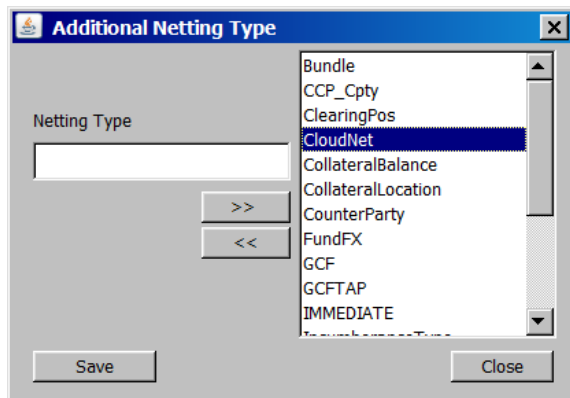 Additional Netting Type
Netting Type
>>
<<
Bundle
CCP_Cpty
ClearingPos
CloudNet
CollateralBalance
CollateralLocation
CounterParty
FundFX
GCF
GCFTAP
IMMEDIATE
Save
Close